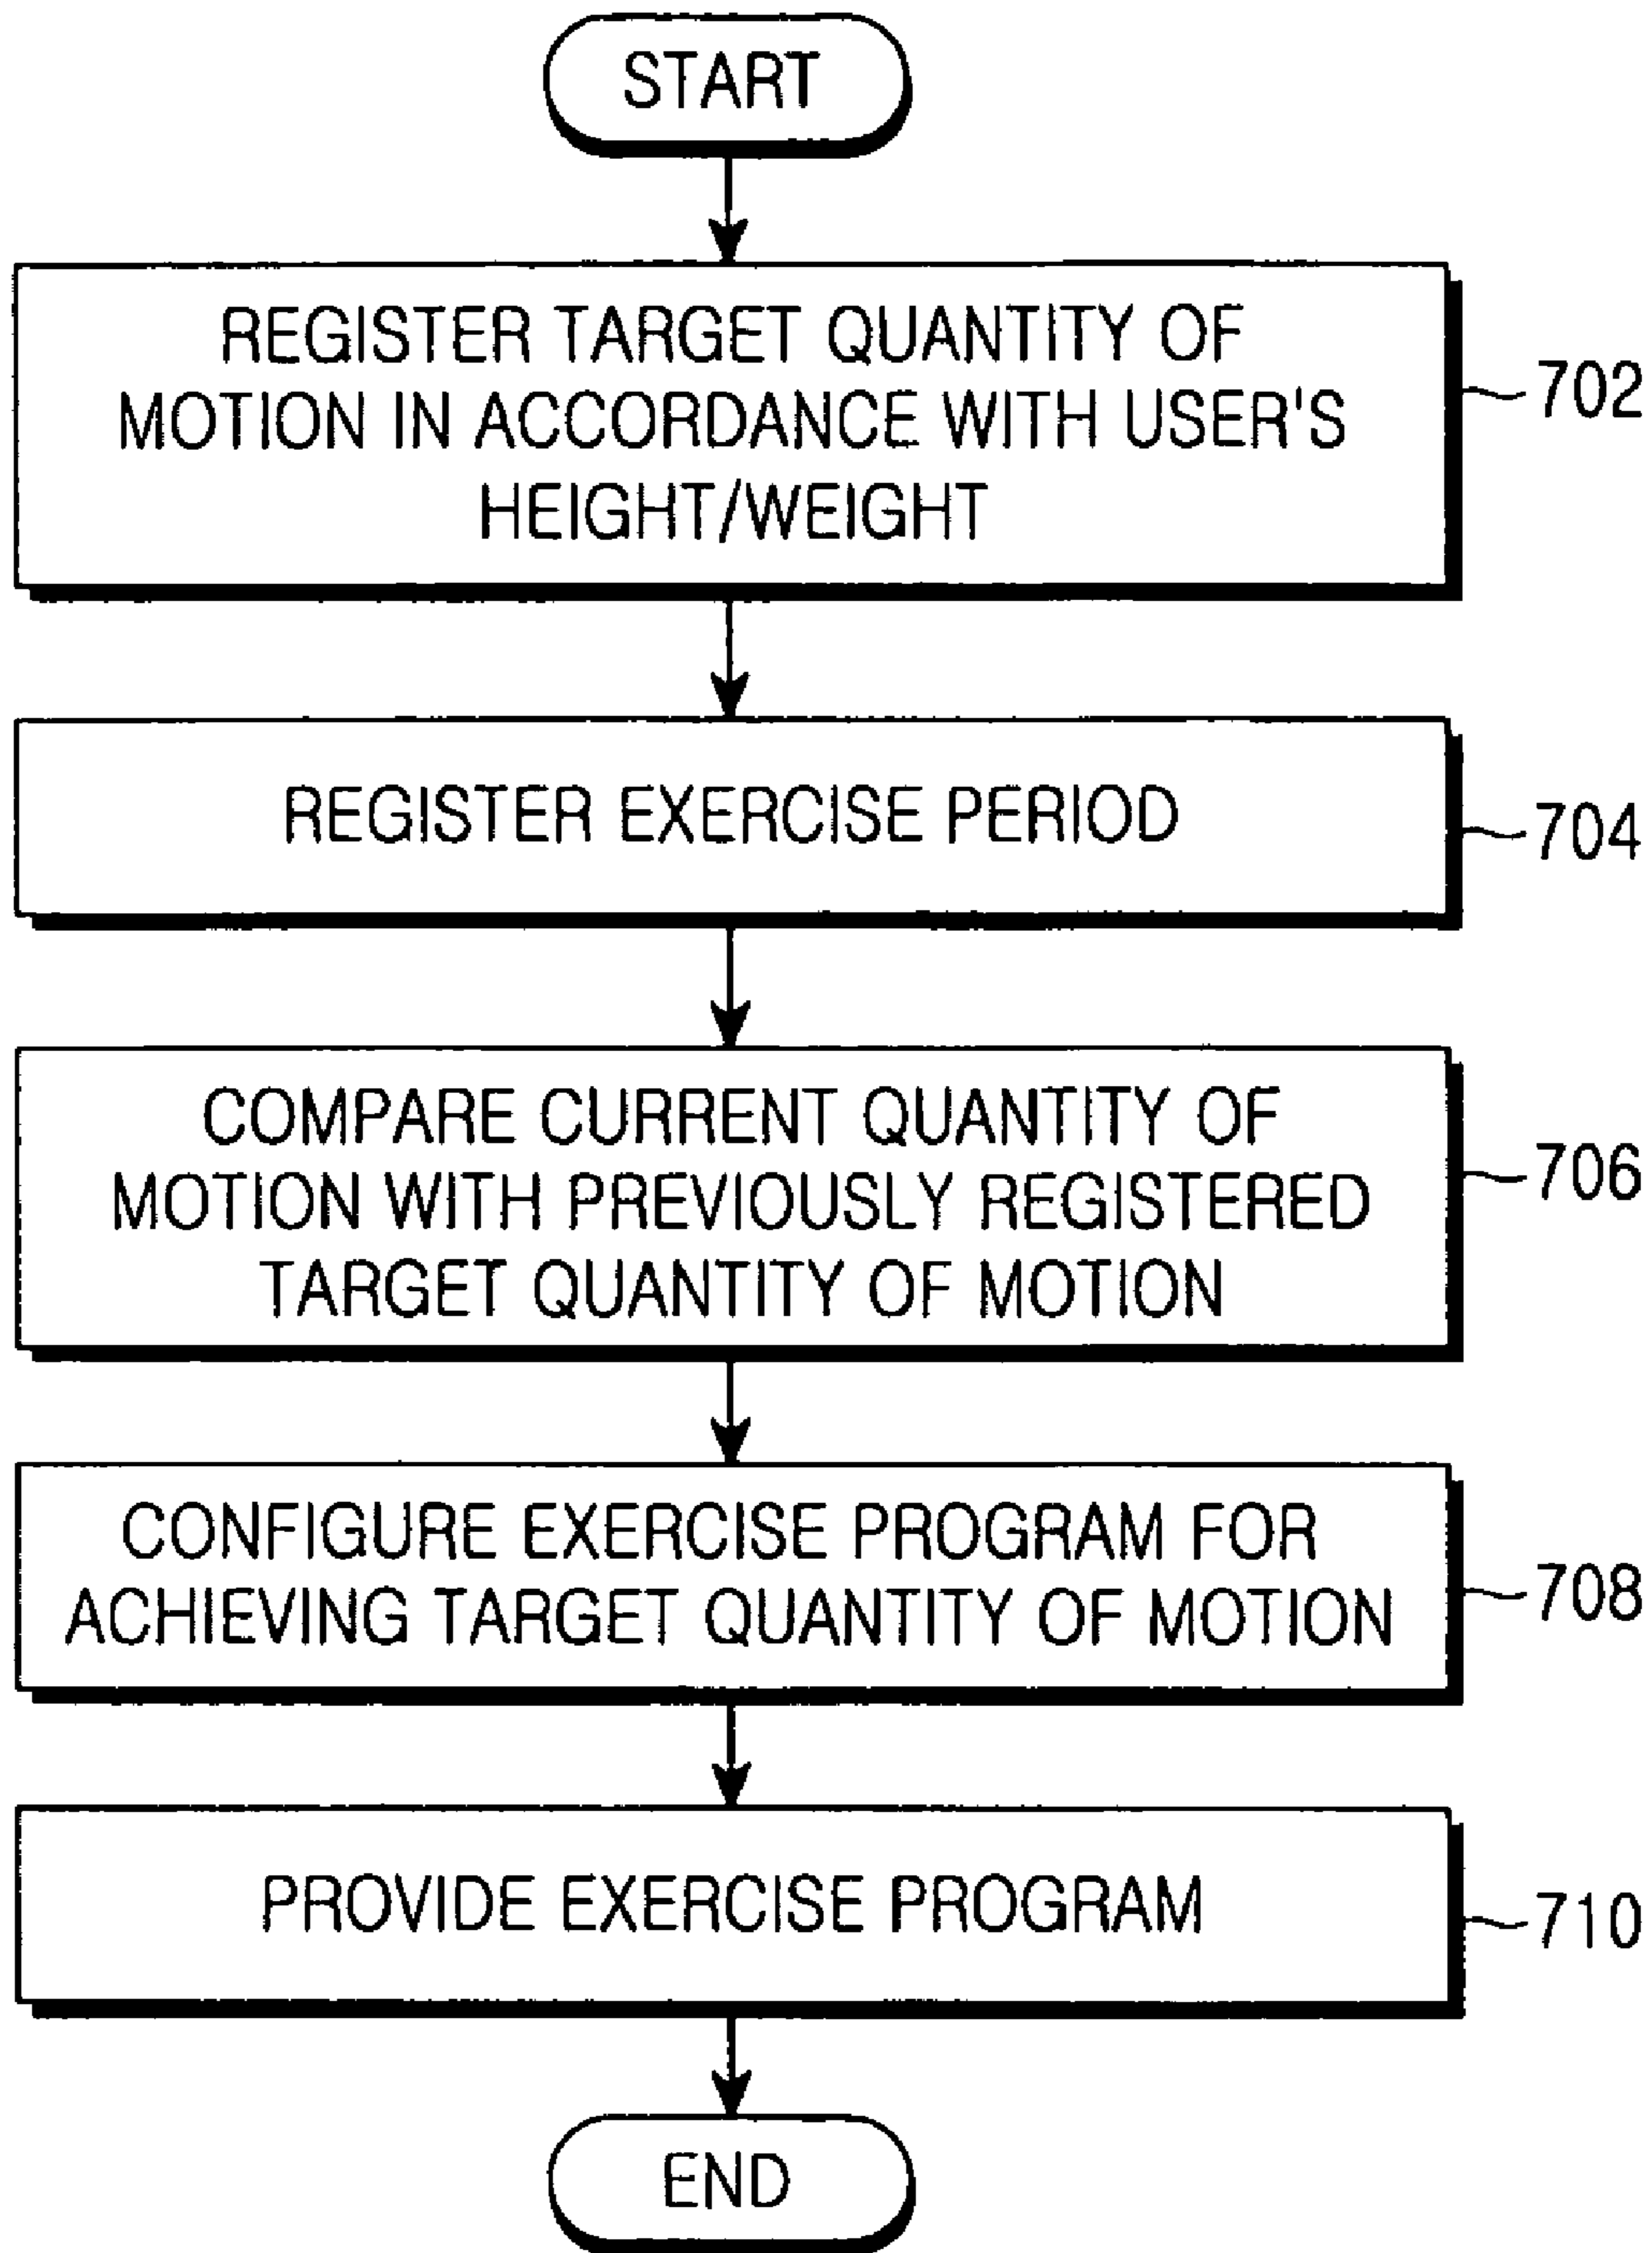 START
REGISTER TARGET QUANTITY OF
MOTION IN ACCORDANCE WITH USER'S
HEIGHT/WEIGHT
702
REGISTER EXERCISE PERIOD
704
COMPARE CURRENT QUANTITY OF
MOTION WITH PREVIOUSLY REGISTERED
TARGET QUANTITY OF MOTION
706
CONFIGURE EXERCISE PROGRAM FOR
ACHIEVING TARGET QUANTITY OF MOTION
708
PROVIDE EXERCISE PROGRAM
710
END